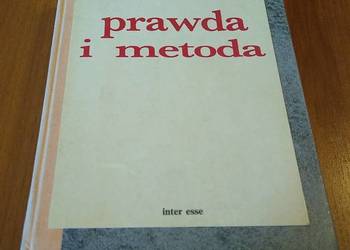 prawda
i metoda
inter esse